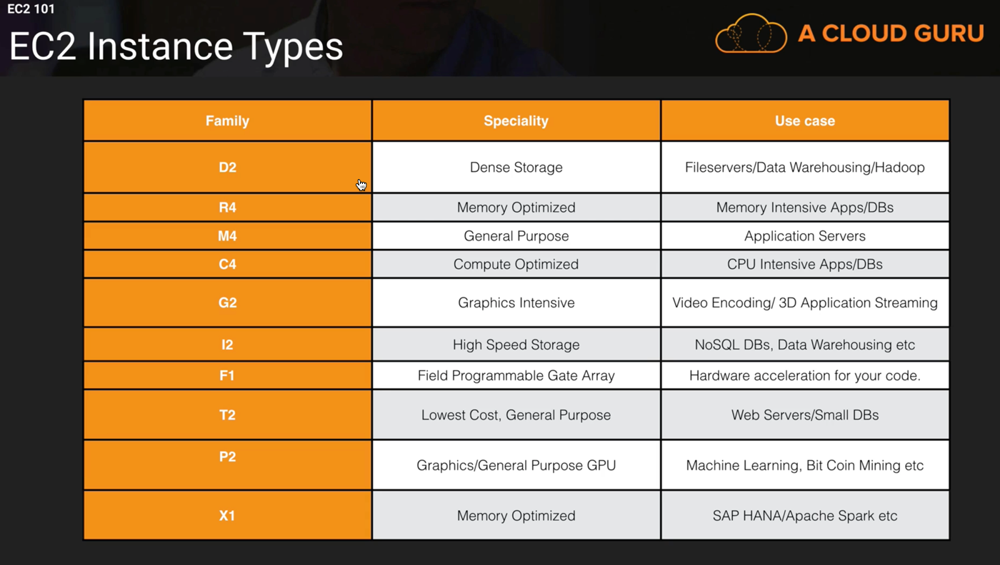 EC2 101
EC2 Instance Types
A CLOUD GURU
Family Speciality Use case
D2 Dense Storage Fileservers/Data Warehousing/Hadoop
R4 Memory Optimized Memory Intensive Apps/DBs
M4 General Purpose Application Servers
C4 Compute Optimized CPU Intensive Apps/DBs
G2 Graphics Intensive Video Encoding/ 3D Application Streaming
I2 High Speed Storage NoSQL DBs, Data Warehousing etc
F1 Field Programmable Gate Array Hardware acceleration for your code.
T2 Lowest Cost, General Purpose Web Servers/Small DBs
P2 Graphics/General Purpose GPU Machine Learning, Bit Coin Mining etc
X1 Memory Optimized SAP HANA/Apache Spark etc